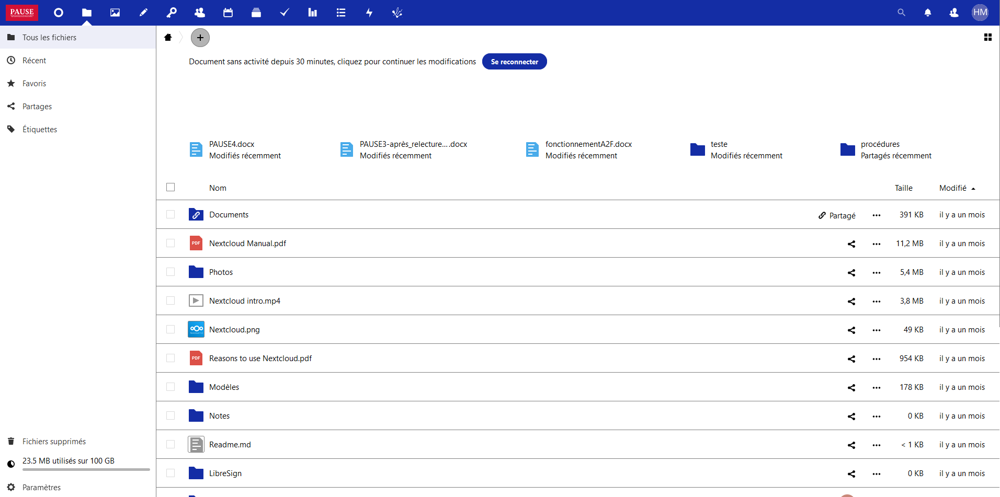 PAUSE
HM
Tous les fichiers
Récent
Favoris
Partages
Étiquettes
Document sans activité depuis 30 minutes, cliquez pour continuer les modifications Se reconnecter
PAUSE4.docx
Modifiés récemment
PAUSE3-après_relecture....docx
Modifiés récemment
fonctionnementA2F.docx
Modifiés récemment
teste
Modifiés récemment
procédures
Partagés récemment
Nom Taille Modifié
Documents Partagé 391 KB il y a un mois
PDF Nextcloud Manual.pdf 11,2 MB il y a un mois
Photos 5,4 MB il y a un mois
Nextcloud intro.mp4 3,8 MB il y a un mois
Nextcloud.png 49 KB il y a un mois
PDF Reasons to use Nextcloud.pdf 954 KB il y a un mois
Modèles 178 KB il y a un mois
Notes 0 KB il y a un mois
Readme.md < 1 KB il y a un mois
LibreSign 0 KB il y a un mois
Fichiers supprimés
23.5 MB utilisés sur 100 GB
Paramètres